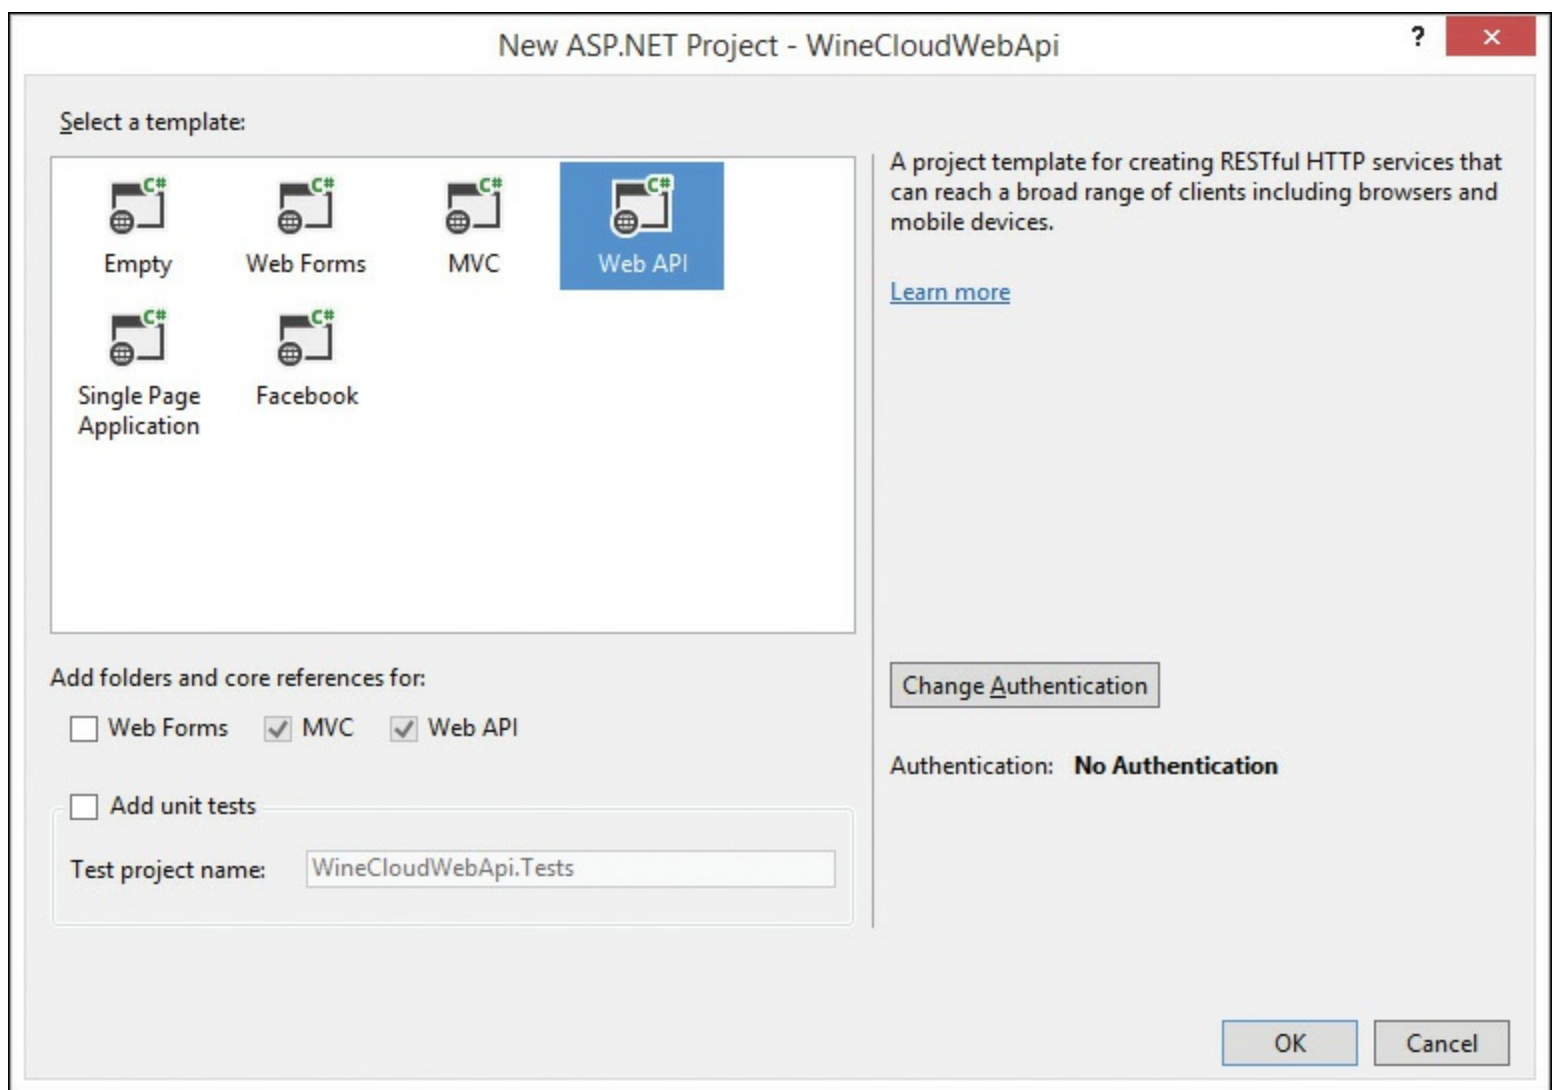 New ASP.NET Project - WineCloudWebApi
?
Select a template:
C# C# C# C#
Empty Web Forms MVC Web API
C# C#
Single Page Facebook
Application
A project template for creating RESTful HTTP services that
can reach a broad range of clients including browsers and
mobile devices.
Learn more
Add folders and core references for:
Web Forms MVC Web API
Add unit tests
Test project name: WineCloudWebApi.Tests
Change Authentication
Authentication: No Authentication
OK Cancel